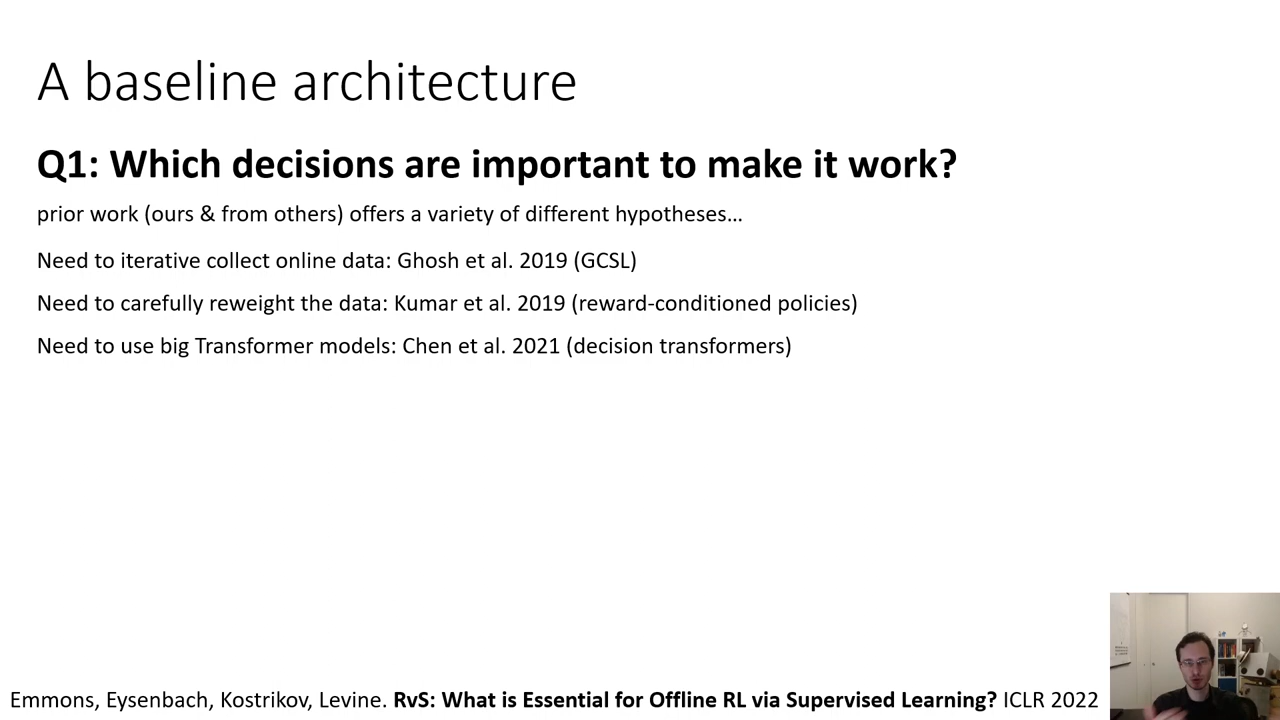 A baseline architecture
Q1: Which decisions are important to make it work?
prior work (ours & from others) offers a variety of different hypotheses…
Need to iterative collect online data: Ghosh et al. 2019 (GCSL)
Need to carefully reweight the data: Kumar et al. 2019 (reward-conditioned policies)
Need to use big Transformer models: Chen et al. 2021 (decision transformers)
Emmons, Eysenbach, Kostrikov, Levine. RvS: What is Essential for Offline RL via Supervised Learning? ICLR 2022